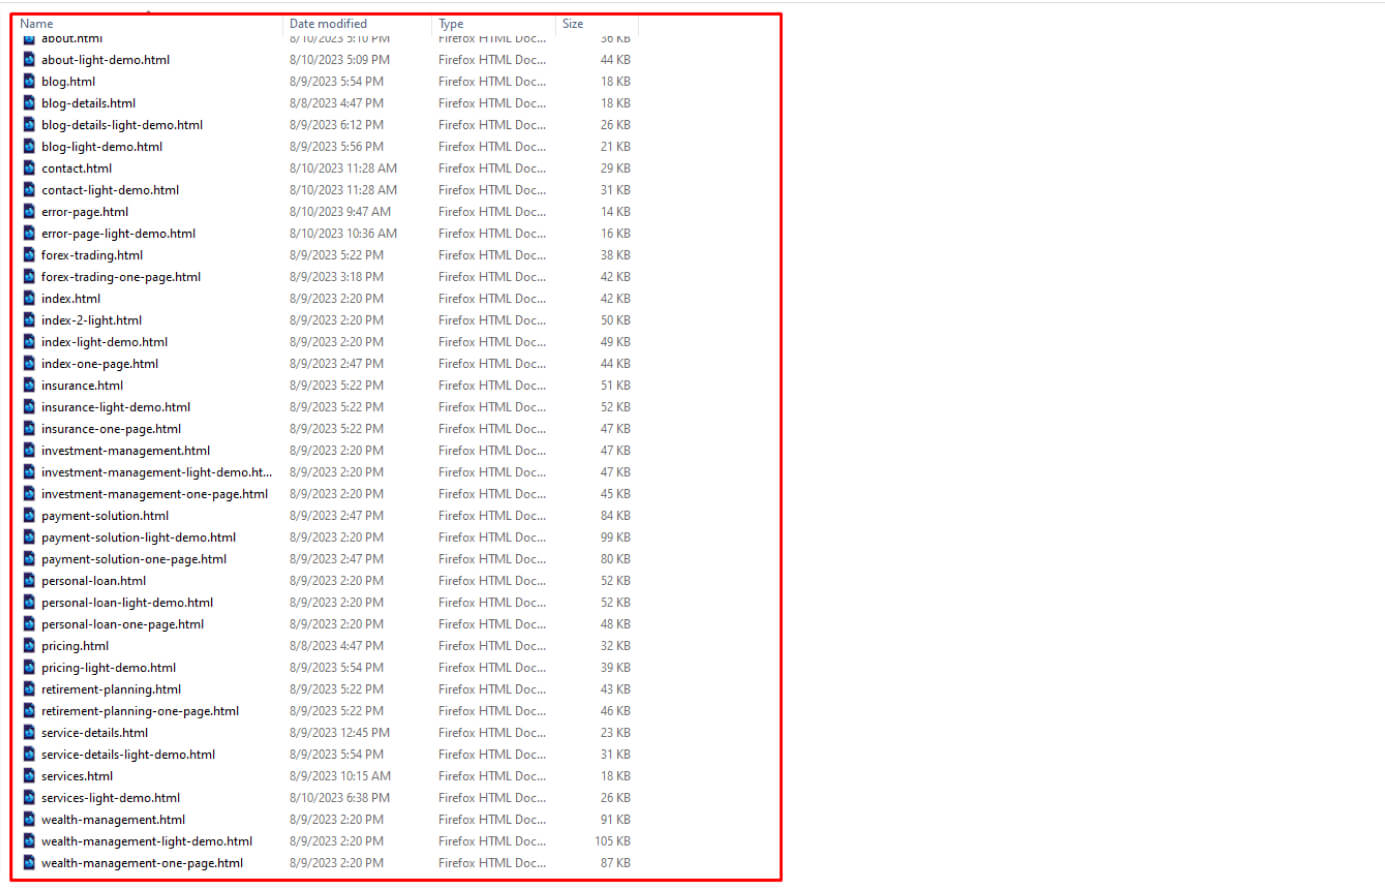 Name Date modified Type Size
about.html 8/10/2023 5:10 PM Firefox HTML Doc... 36 KB
about-light-demo.html 8/10/2023 5:09 PM Firefox HTML Doc... 44 KB
blog.html 8/9/2023 5:54 PM Firefox HTML Doc... 18 KB
blog-details.html 8/8/2023 4:47 PM Firefox HTML Doc... 18 KB
blog-details-light-demo.html 8/9/2023 6:12 PM Firefox HTML Doc... 26 KB
blog-light-demo.html 8/9/2023 5:56 PM Firefox HTML Doc... 21 KB
contact.html 8/10/2023 11:28 AM Firefox HTML Doc... 29 KB
contact-light-demo.html 8/10/2023 11:28 AM Firefox HTML Doc... 31 KB
error-page.html 8/10/2023 9:47 AM Firefox HTML Doc... 14 KB
error-page-light-demo.html 8/10/2023 10:36 AM Firefox HTML Doc... 16 KB
forex-trading.html 8/9/2023 5:22 PM Firefox HTML Doc... 38 KB
forex-trading-one-page.html 8/9/2023 3:18 PM Firefox HTML Doc... 42 KB
index.html 8/9/2023 2:20 PM Firefox HTML Doc... 42 KB
index-2-light.html 8/9/2023 2:20 PM Firefox HTML Doc... 50 KB
index-light-demo.html 8/9/2023 2:20 PM Firefox HTML Doc... 49 KB
index-one-page.html 8/9/2023 2:47 PM Firefox HTML Doc... 44 KB
insurance.html 8/9/2023 5:22 PM Firefox HTML Doc... 51 KB
insurance-light-demo.html 8/9/2023 5:22 PM Firefox HTML Doc... 52 KB
insurance-one-page.html 8/9/2023 5:22 PM Firefox HTML Doc... 47 KB
investment-management.html 8/9/2023 2:20 PM Firefox HTML Doc... 47 KB
investment-management-light-demo.ht... 8/9/2023 2:20 PM Firefox HTML Doc... 47 KB
investment-management-one-page.html 8/9/2023 2:20 PM Firefox HTML Doc... 45 KB
payment-solution.html 8/9/2023 2:47 PM Firefox HTML Doc... 84 KB
payment-solution-light-demo.html 8/9/2023 2:20 PM Firefox HTML Doc... 99 KB
payment-solution-one-page.html 8/9/2023 2:47 PM Firefox HTML Doc... 80 KB
personal-loan.html 8/9/2023 2:20 PM Firefox HTML Doc... 52 KB
personal-loan-light-demo.html 8/9/2023 2:20 PM Firefox HTML Doc... 52 KB
personal-loan-one-page.html 8/9/2023 2:20 PM Firefox HTML Doc... 48 KB
pricing.html 8/8/2023 4:47 PM Firefox HTML Doc... 32 KB
pricing-light-demo.html 8/9/2023 5:54 PM Firefox HTML Doc... 39 KB
retirement-planning.html 8/9/2023 5:22 PM Firefox HTML Doc... 43 KB
retirement-planning-one-page.html 8/9/2023 5:22 PM Firefox HTML Doc... 46 KB
service-details.html 8/9/2023 12:45 PM Firefox HTML Doc... 23 KB
service-details-light-demo.html 8/9/2023 5:54 PM Firefox HTML Doc... 31 KB
services.html 8/9/2023 10:15 AM Firefox HTML Doc... 18 KB
services-light-demo.html 8/10/2023 6:38 PM Firefox HTML Doc... 26 KB
wealth-management.html 8/9/2023 2:20 PM Firefox HTML Doc... 91 KB
wealth-management-light-demo.html 8/9/2023 2:20 PM Firefox HTML Doc... 105 KB
wealth-management-one-page.html 8/9/2023 2:20 PM Firefox HTML Doc... 87 KB